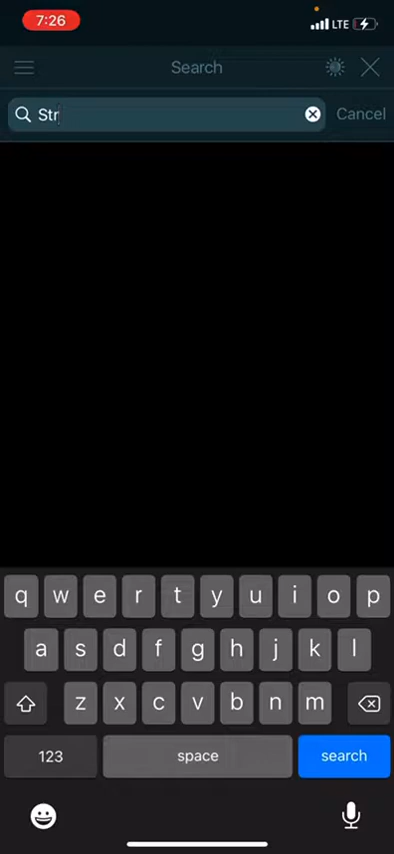 7:26
LTE
Search
Str
Cancel
q w e r t y u i o p
a s d f g h j k l
z x c v b n m
123 space search